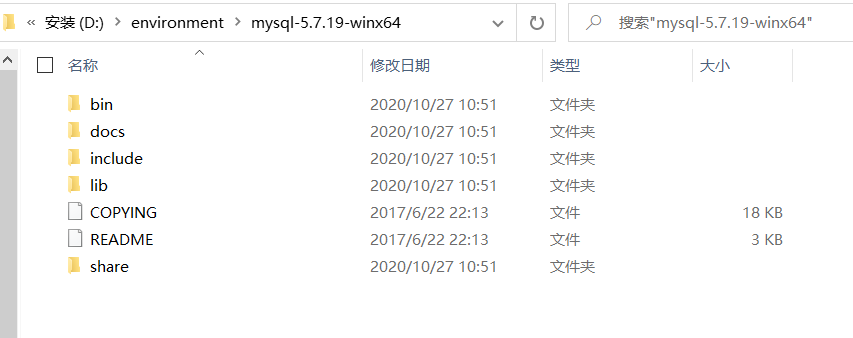 « 安装 (D:) > environment > mysql-5.7.19-winx64 搜索"mysql-5.7.19-winx64"
名称 修改日期 类型 大小
bin 2020/10/27 10:51 文件夹
docs 2020/10/27 10:51 文件夹
include 2020/10/27 10:51 文件夹
lib 2020/10/27 10:51 文件夹
COPYING 2017/6/22 22:13 文件 18 KB
README 2017/6/22 22:13 文件 3 KB
share 2020/10/27 10:51 文件夹